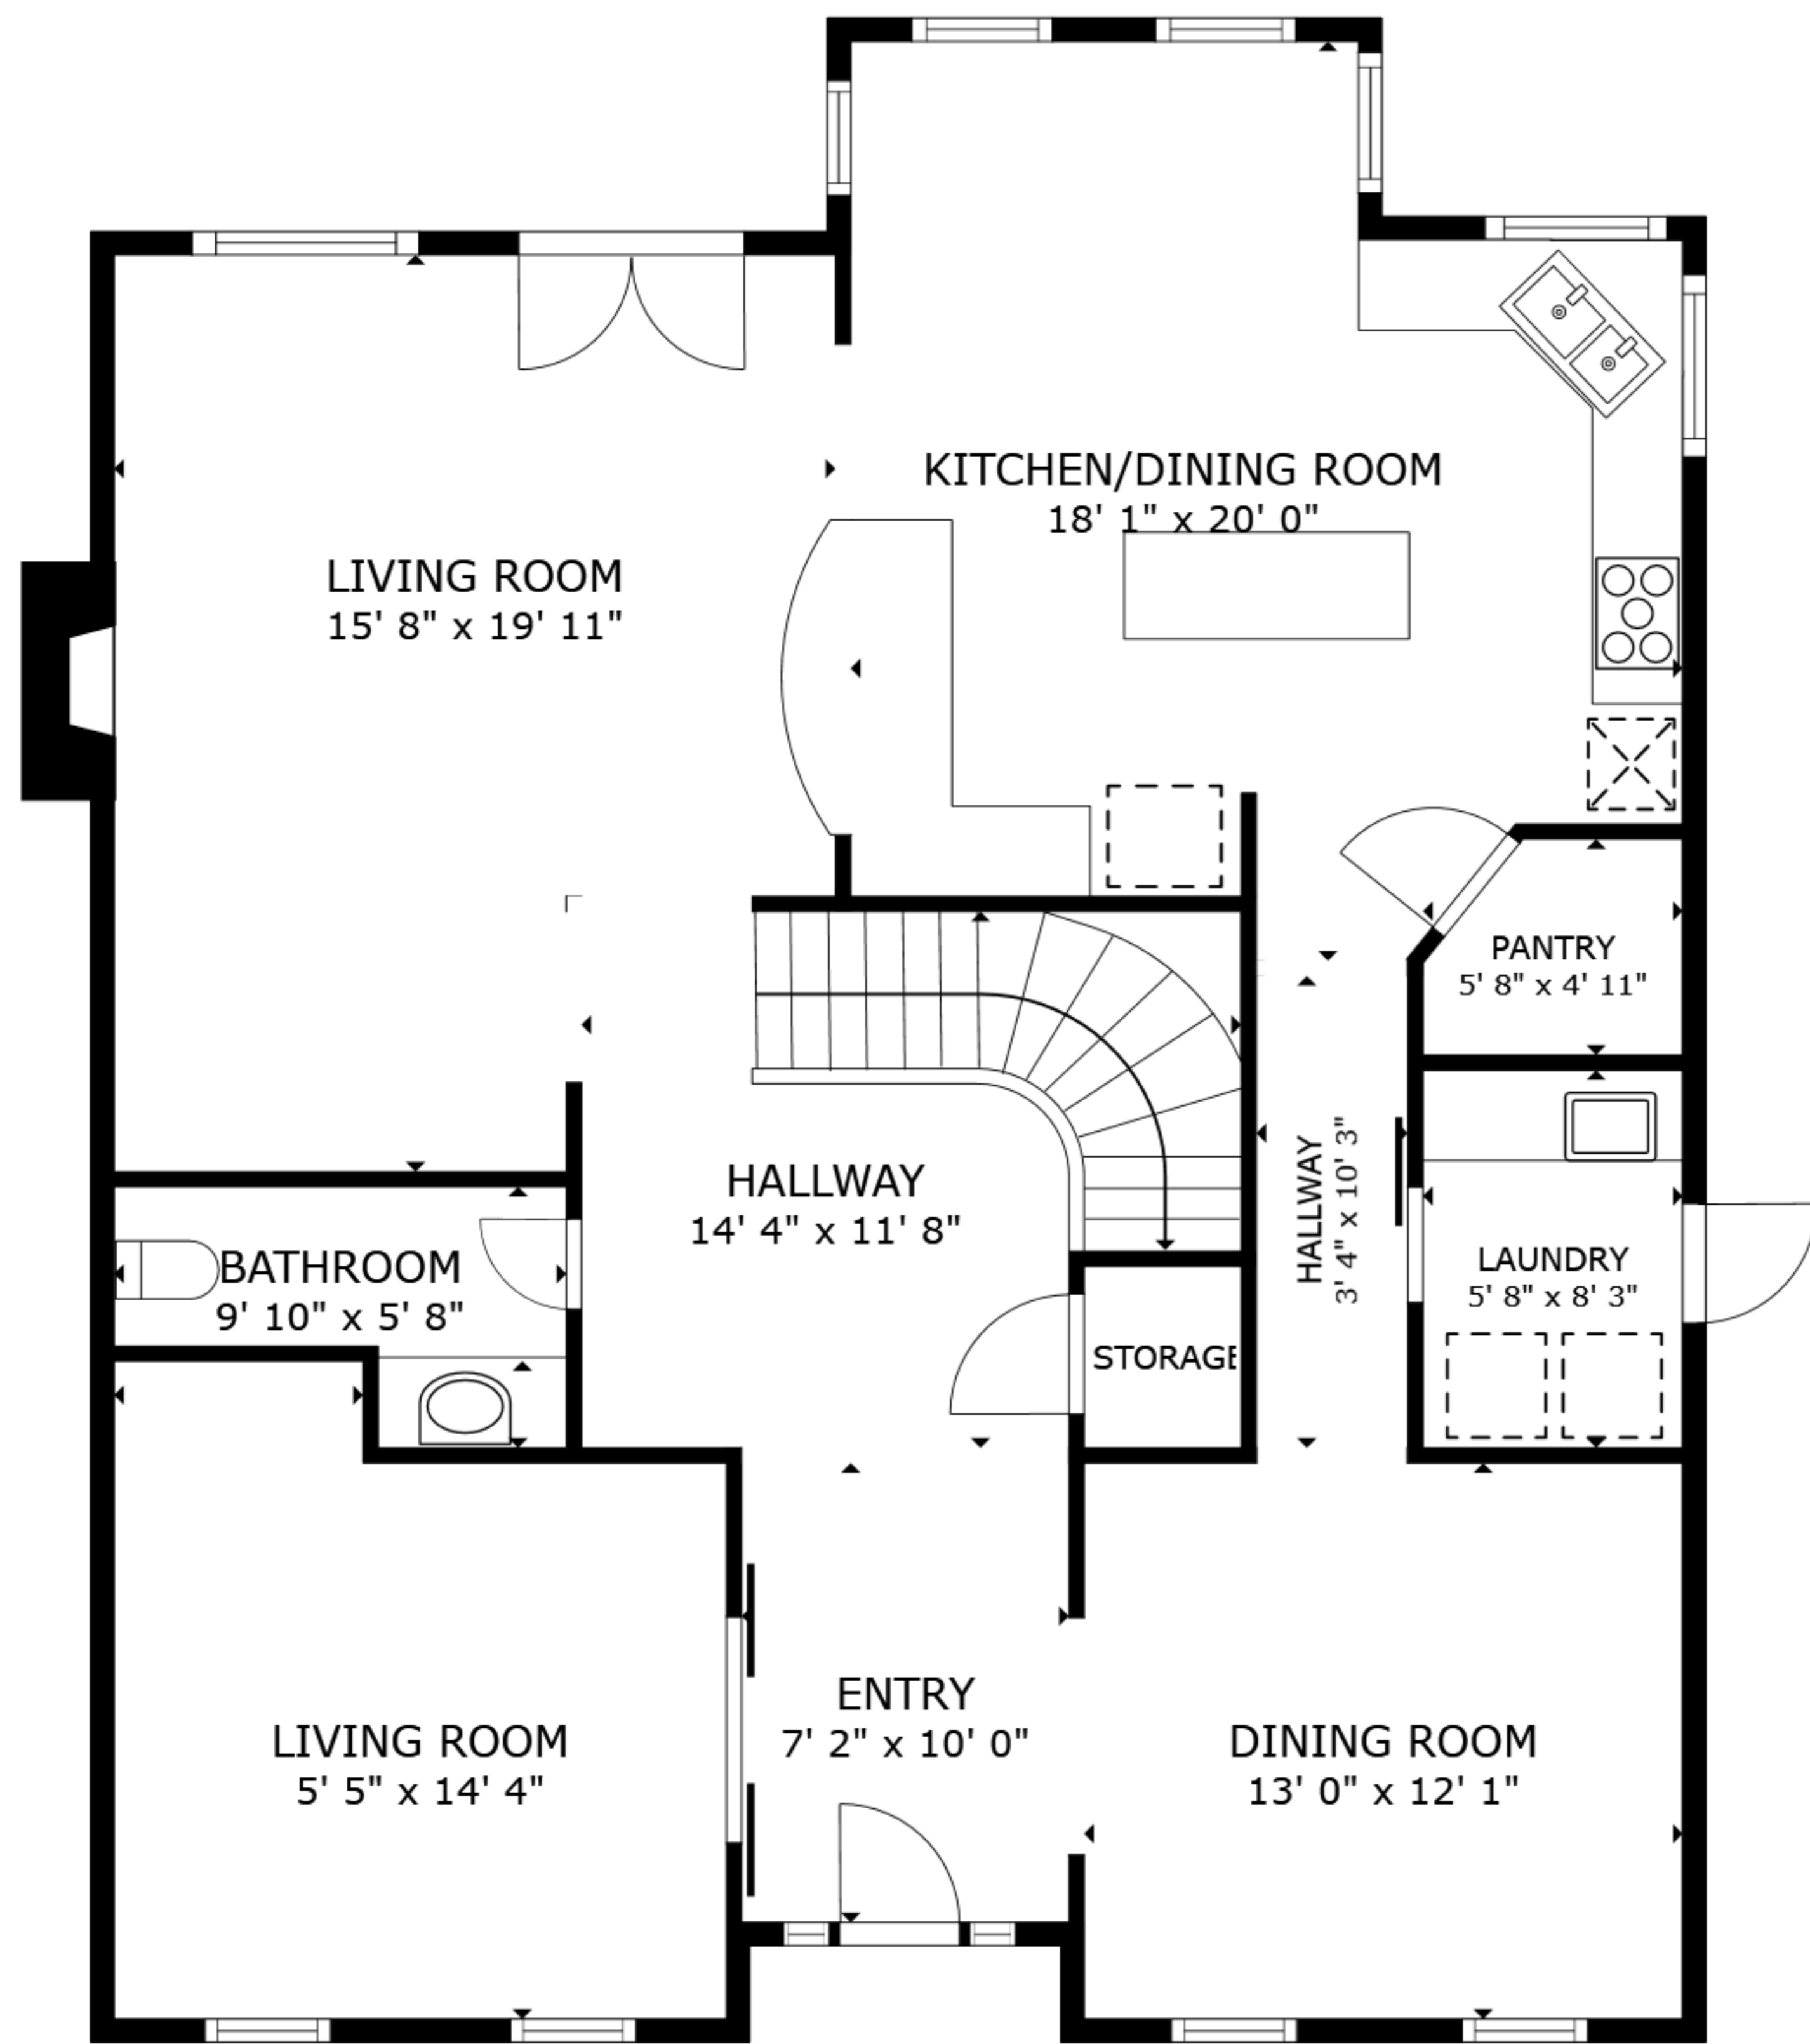 KITCHEN/DINING ROOM
18' 1" x 20' 0"
LIVING ROOM
15' 8" x 19' 11"
PANTRY
5' 8" x 4' 11"
HALLWAY
14' 4" x 11' 8"
HALLWAY
3' 4" x 10' 3"
LAUNDRY
5' 8" x 8' 3"
BATHROOM
9' 10" x 5' 8"
STORAGE
ENTRY
7' 2" x 10' 0"
LIVING ROOM
5' 5" x 14' 4"
DINING ROOM
13' 0" x 12' 1"